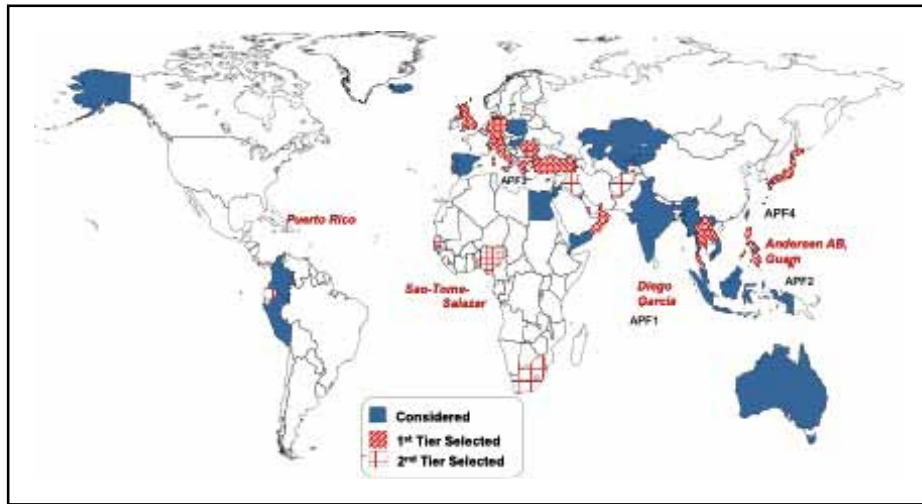 APF3
Puerto Rico
APF4
Andersen AB,
Guam
Sao-Tome-
Salazar
Diego
Garcia
APF2
APF1
Considered
1st Tier Selected
2nd Tier Selected